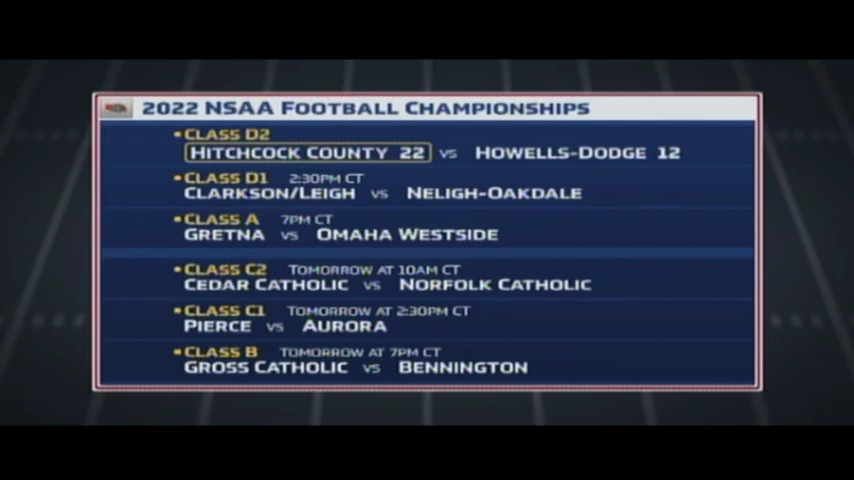 2022 NSAA Football Championships
• Class D2
Hitchcock County 22 vs Howells-Dodge 12
• Class D1 2:30PM CT
Clarkson/Leigh vs Neligh-Oakdale
• Class A 7PM CT
Gretna vs Omaha Westside
• Class C2 Tomorrow at 10AM CT
Cedar Catholic vs Norfolk Catholic
• Class C1 Tomorrow at 2:30PM CT
Pierce vs Aurora
• Class B Tomorrow at 7PM CT
Gross Catholic vs Bennington